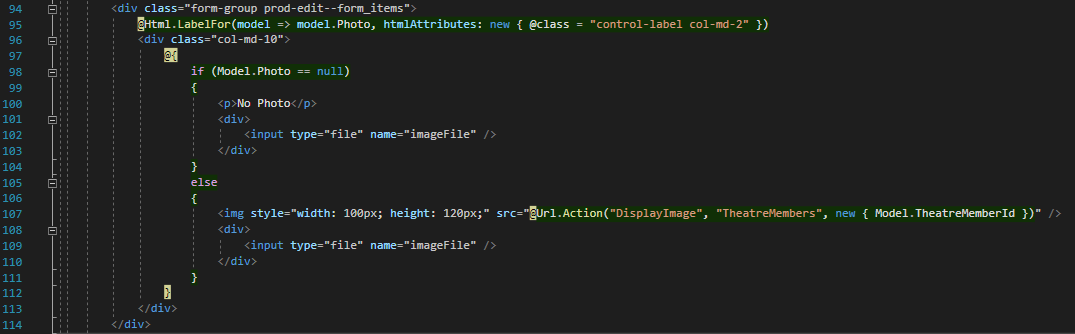 94 <div class="form-group prod-edit--form_items">
95 @Html.LabelFor(model => model.Photo, htmlAttributes: new { @class = "control-label col-md-2" })
96 <div class="col-md-10">
97 @{
98 if (Model.Photo == null)
99 {
100 <p>No Photo</p>
101 <div>
102 <input type="file" name="imageFile" />
103 </div>
104 }
105 else
106 {
107 <img style="width: 100px; height: 120px;" src="@Url.Action("DisplayImage", "TheatreMembers", new { Model.TheatreMemberId })" />
108 <div>
109 <input type="file" name="imageFile" />
110 </div>
111 }
112 }
113 </div>
114 </div>